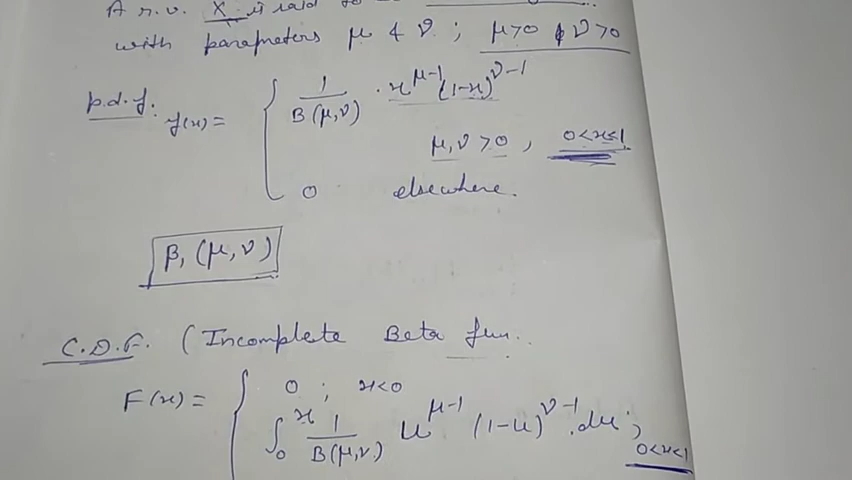 A r.v. X is said to
with parameters μ & ν ; μ>0 & ν>0
p.d.f. f(x) = { 1/B(μ,ν) · x^{μ-1} (1-x)^{ν-1}
μ, ν >0 , 0<x<1
0 elsewhere.
β₁ (μ, ν)
C.D.F. (Incomplete Beta fun..
F(x) = { 0 ; x<0
∫₀^x 1/B(μ,ν) u^{μ-1} (1-u)^{ν-1}.du ; 0<x<1